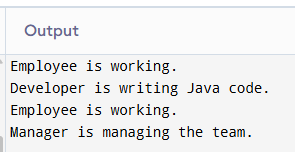 Output
Employee is working.
Developer is writing Java code.
Employee is working.
Manager is managing the team.